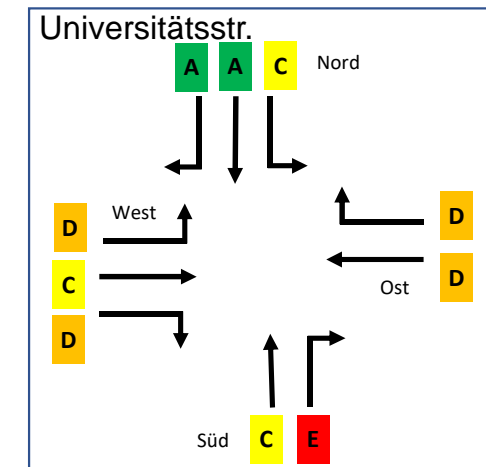 Universitätsstr.
A A C Nord
D West D
C Ost D
D
Süd C E